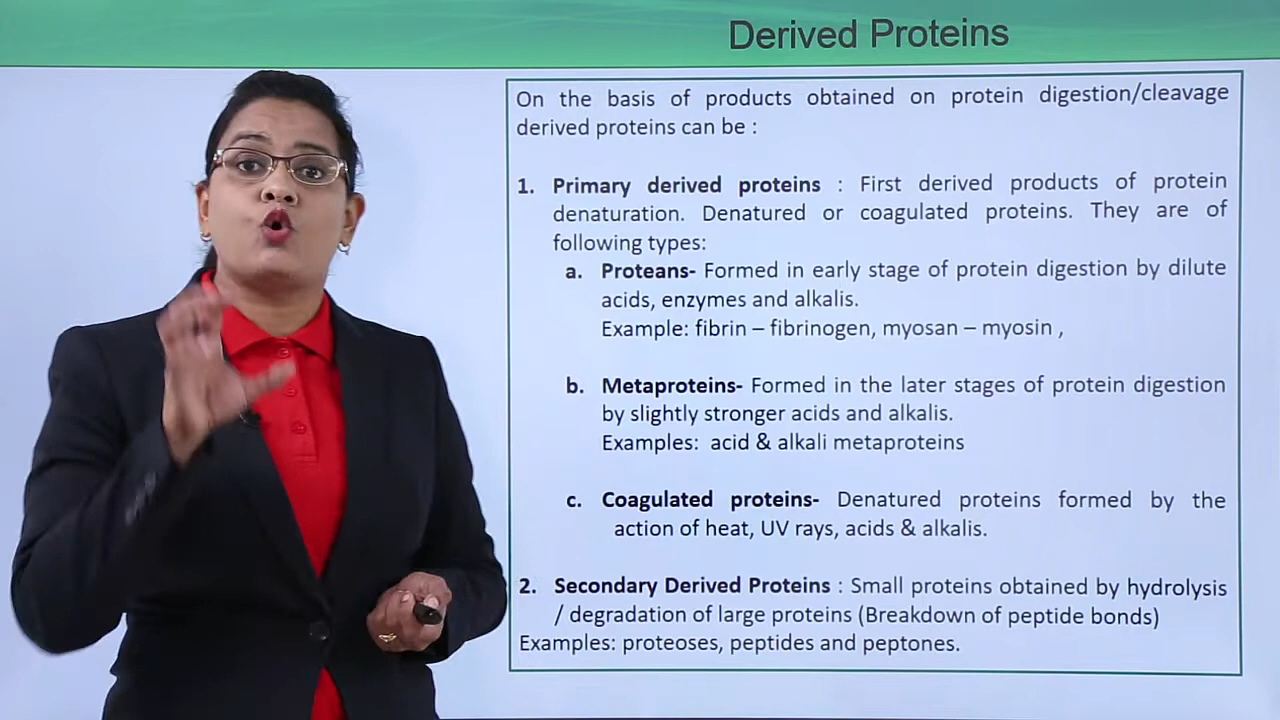 Derived Proteins
On the basis of products obtained on protein digestion/cleavage
derived proteins can be :
1. Primary derived proteins : First derived products of protein
denaturation. Denatured or coagulated proteins. They are of
following types:
a. Proteans- Formed in early stage of protein digestion by dilute
acids, enzymes and alkalis.
Example: fibrin – fibrinogen, myosan – myosin ,
b. Metaproteins- Formed in the later stages of protein digestion
by slightly stronger acids and alkalis.
Examples: acid & alkali metaproteins
c. Coagulated proteins- Denatured proteins formed by the
action of heat, UV rays, acids & alkalis.
2. Secondary Derived Proteins : Small proteins obtained by hydrolysis
/ degradation of large proteins (Breakdown of peptide bonds)
Examples: proteoses, peptides and peptones.